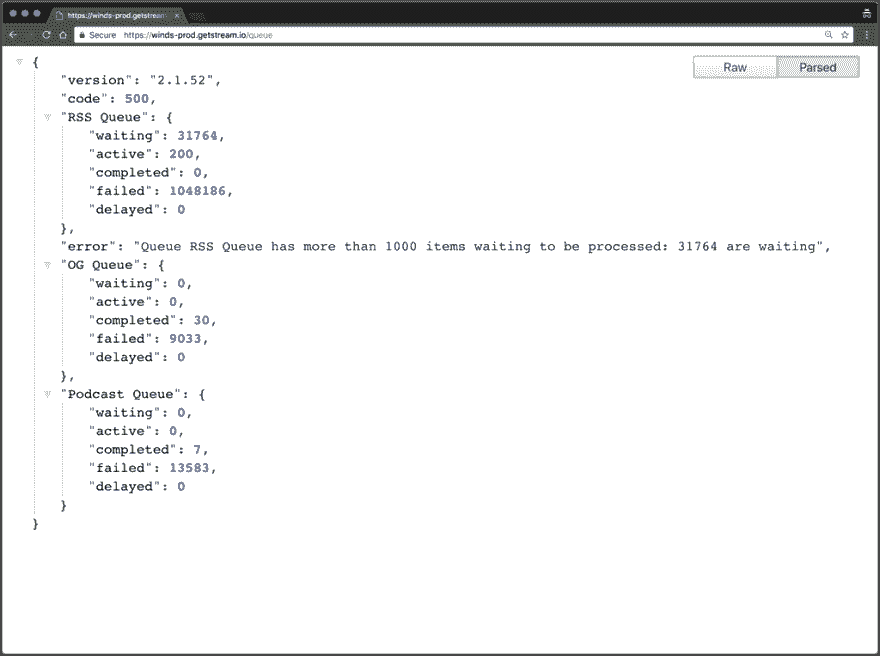 https://winds-prod.getstream
Secure https://winds-prod.getstream.io/queue
Raw Parsed
{
"version": "2.1.52",
"code": 500,
"RSS Queue": {
"waiting": 31764,
"active": 200,
"completed": 0,
"failed": 1048186,
"delayed": 0
},
"error": "Queue RSS Queue has more than 1000 items waiting to be processed: 31764 are waiting",
"OG Queue": {
"waiting": 0,
"active": 0,
"completed": 30,
"failed": 9033,
"delayed": 0
},
"Podcast Queue": {
"waiting": 0,
"active": 0,
"completed": 7,
"failed": 13583,
"delayed": 0
}
}